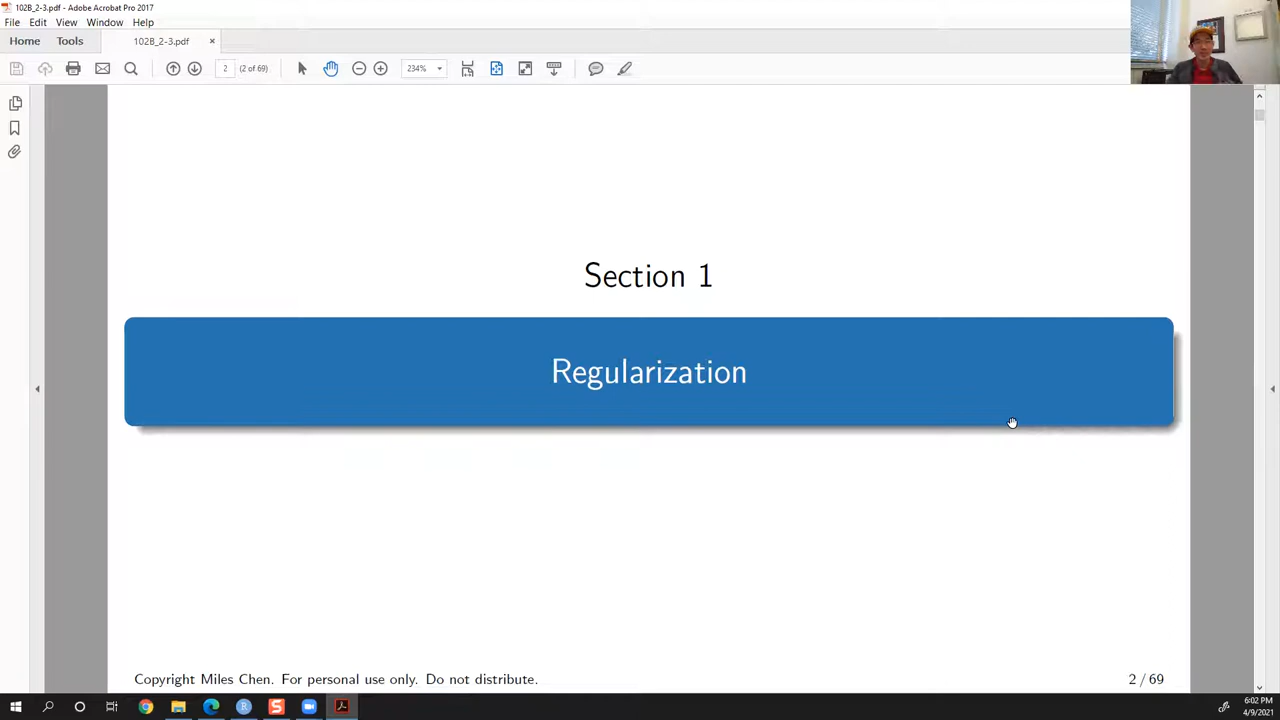 102B_2-3.pdf - Adobe Acrobat Pro 2017
File Edit View Window Help
Home Tools 102B_2-3.pdf ×
2 (2 of 69) 234%
Section 1
Regularization
Copyright Miles Chen. For personal use only. Do not distribute. 2 / 69
6:02 PM
4/9/2021